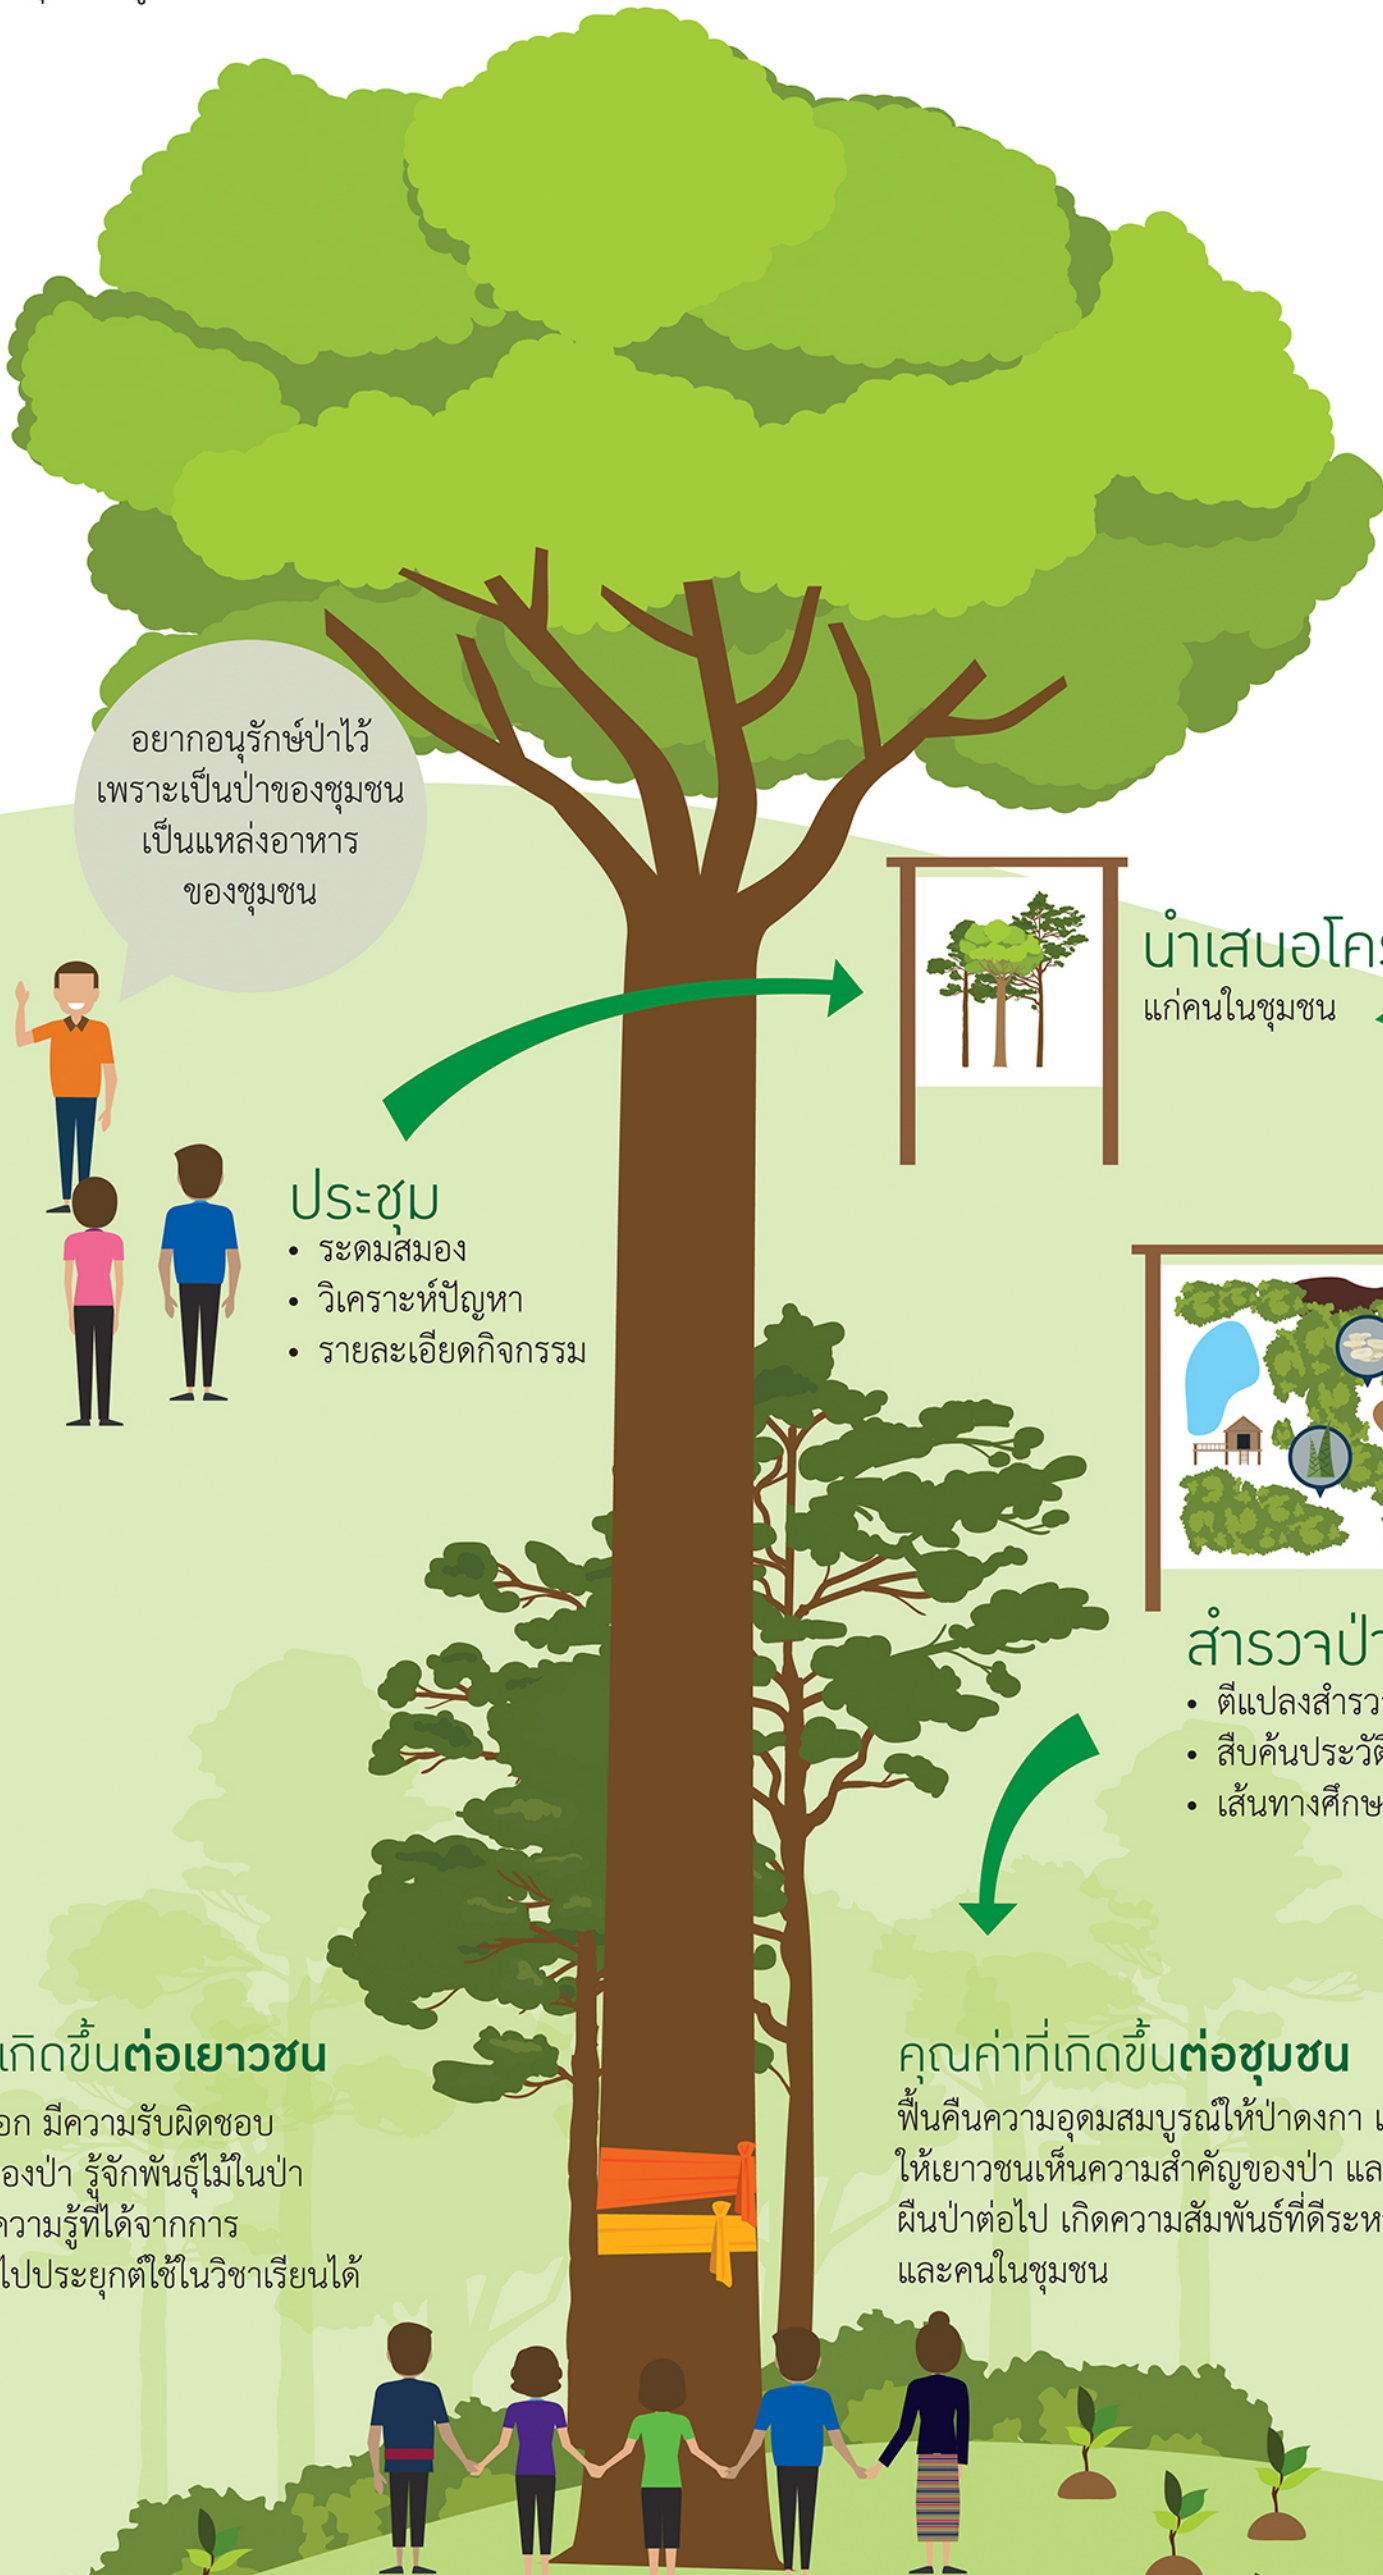 อยากอนุรักษ์ป่าไว้
เพราะเป็นป่าของชุมชน
เป็นแหล่งอาหาร
ของชุมชน
นำเสนอโคร
แก่คนในชุมชน
ประชุม
• ระดมสมอง
• วิเคราะห์ปัญหา
• รายละเอียดกิจกรรม
สำรวจป่า
• ตีแปลงสำรว
• สืบค้นประวัติ
• เส้นทางศึกษ
เกิดขึ้นต่อเยาวชน
อก มีความรับผิดชอบ
องป่า รู้จักพันธุ์ไม้ในป่า
ความรู้ที่ได้จากการ
ไปประยุกต์ใช้ในวิชาเรียนได้
คุณค่าที่เกิดขึ้นต่อชุมชน
ฟื้นคืนความอุดมสมบูรณ์ให้ป่าดงกา
ให้เยาวชนเห็นความสำคัญของป่า แล
ผืนป่าต่อไป เกิดความสัมพันธ์ที่ดีระห
และคนในชุมชน